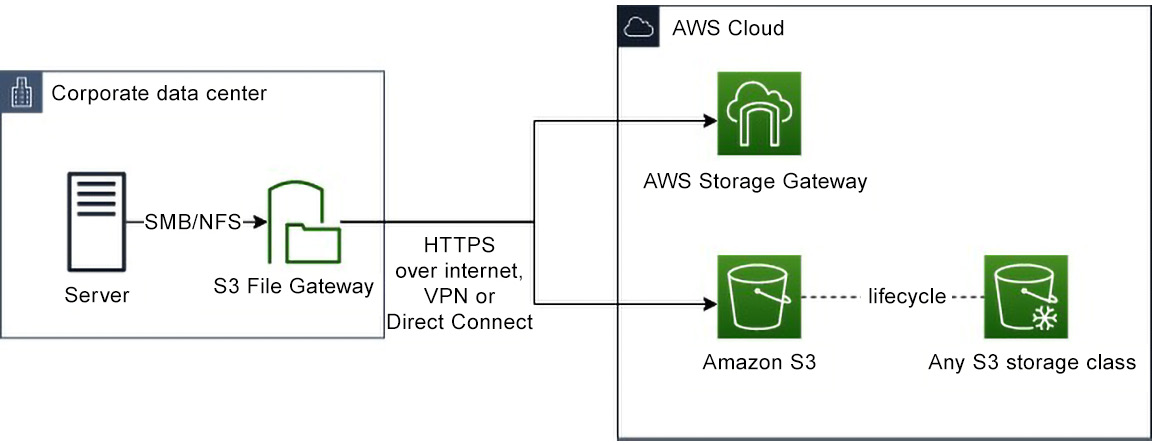 AWS Cloud
Corporate data center
AWS Storage Gateway
SMB/NFS
HTTPS
over internet,
VPN or
Direct Connect
S3 File Gateway
Server
lifecycle
Amazon S3
Any S3 storage class